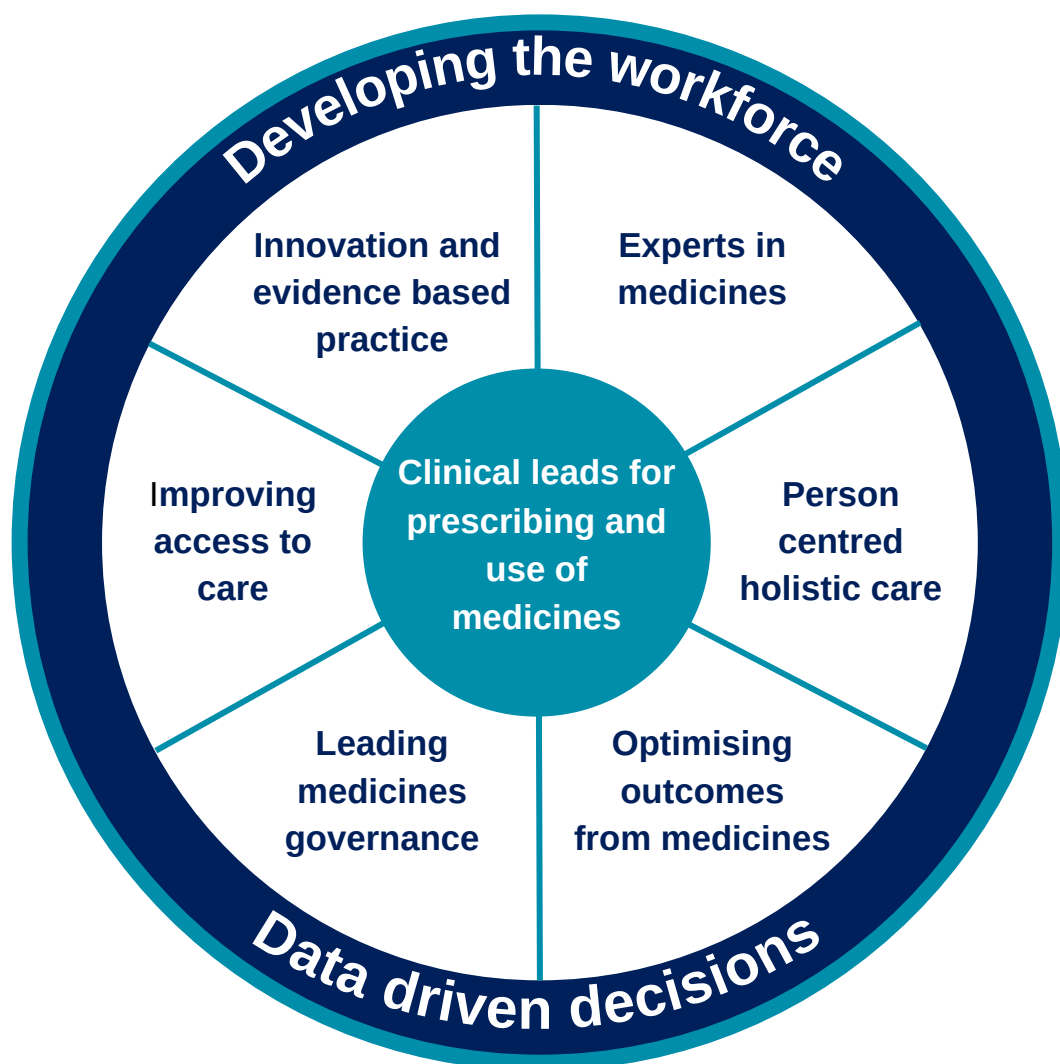 Developing the workforce
Innovation and
evidence based
practice
Experts in
medicines
Improving
access to
care
Clinical leads for
prescribing and
use of
medicines
Person
centred
holistic care
Leading
medicines
governance
Optimising
outcomes
from medicines
Data driven decisions